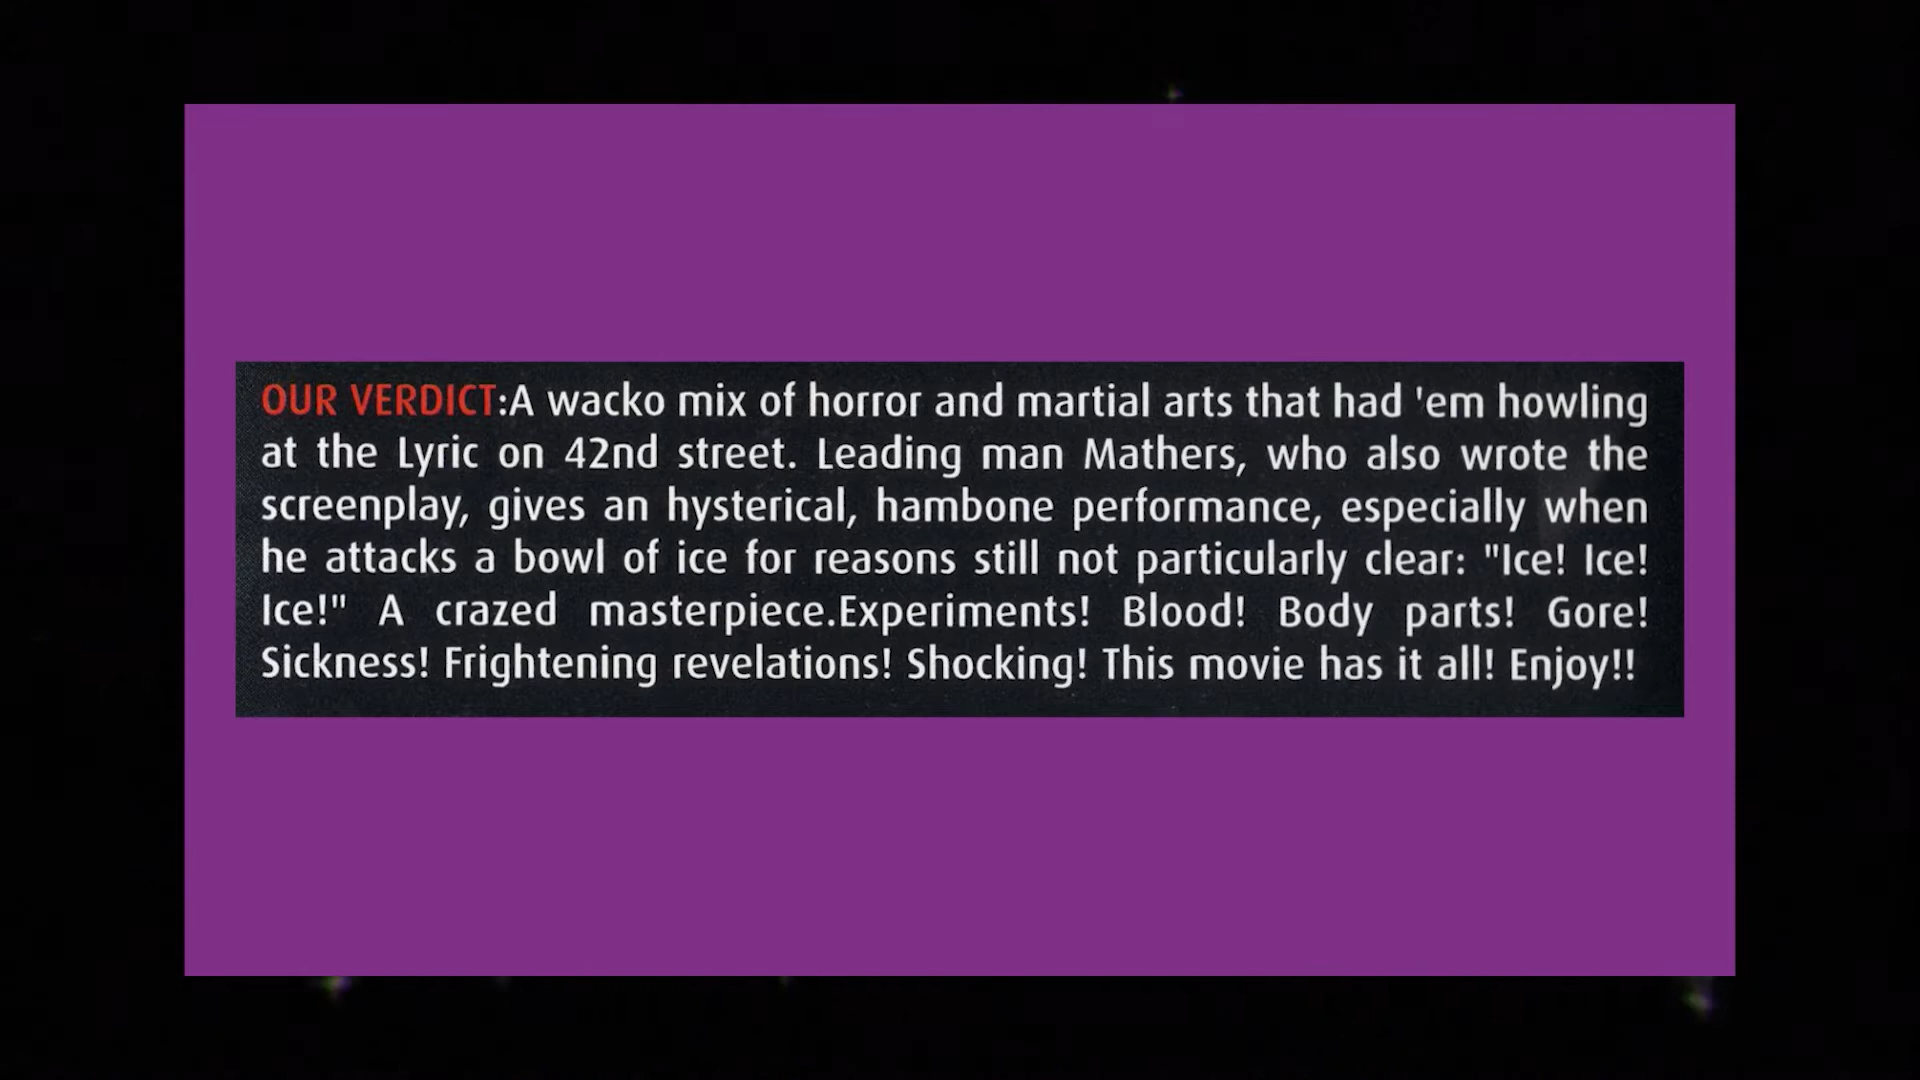 OUR VERDICT:A wacko mix of horror and martial arts that had 'em howling
at the Lyric on 42nd street. Leading man Mathers, who also wrote the
screenplay, gives an hysterical, hambone performance, especially when
he attacks a bowl of ice for reasons still not particularly clear: "Ice! Ice!
Ice!" A crazed masterpiece.Experiments! Blood! Body parts! Gore!
Sickness! Frightening revelations! Shocking! This movie has it all! Enjoy!!